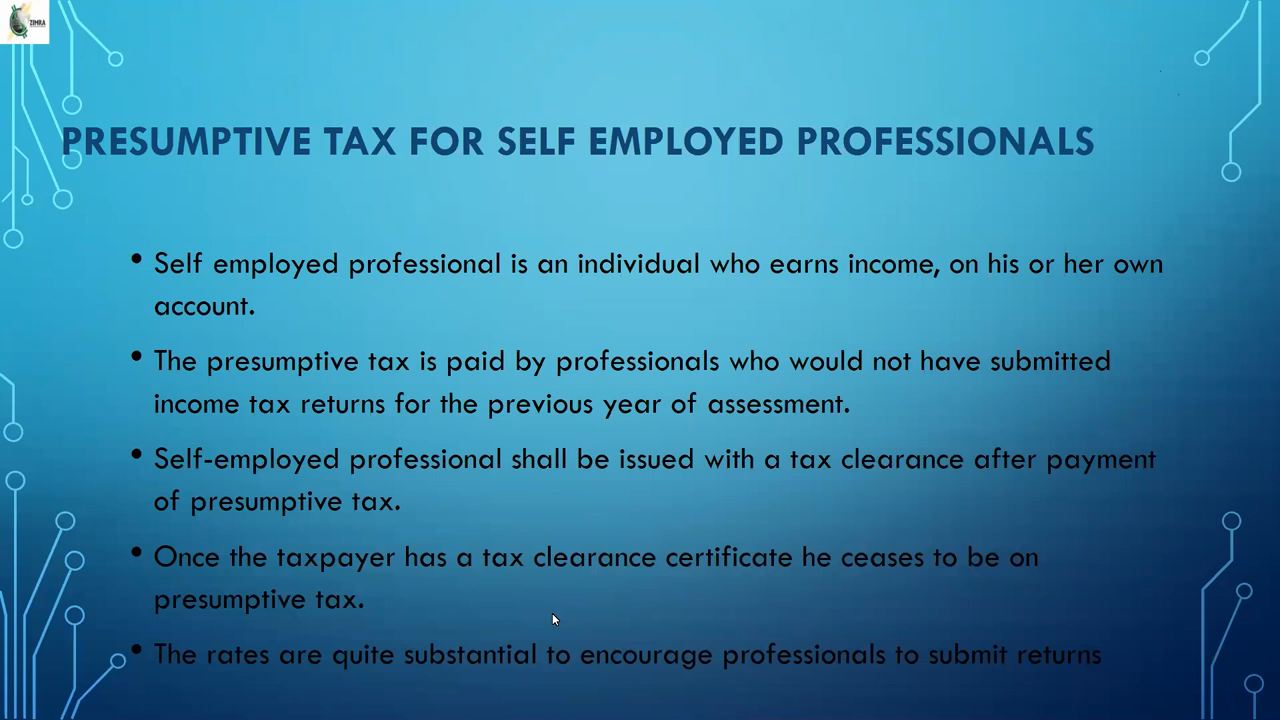 ZIMRA
PRESUMPTIVE TAX FOR SELF EMPLOYED PROFESSIONALS
• Self employed professional is an individual who earns income, on his or her own
account.
• The presumptive tax is paid by professionals who would not have submitted
income tax returns for the previous year of assessment.
• Self-employed professional shall be issued with a tax clearance after payment
of presumptive tax.
• Once the taxpayer has a tax clearance certificate he ceases to be on
presumptive tax.
• The rates are quite substantial to encourage professionals to submit returns